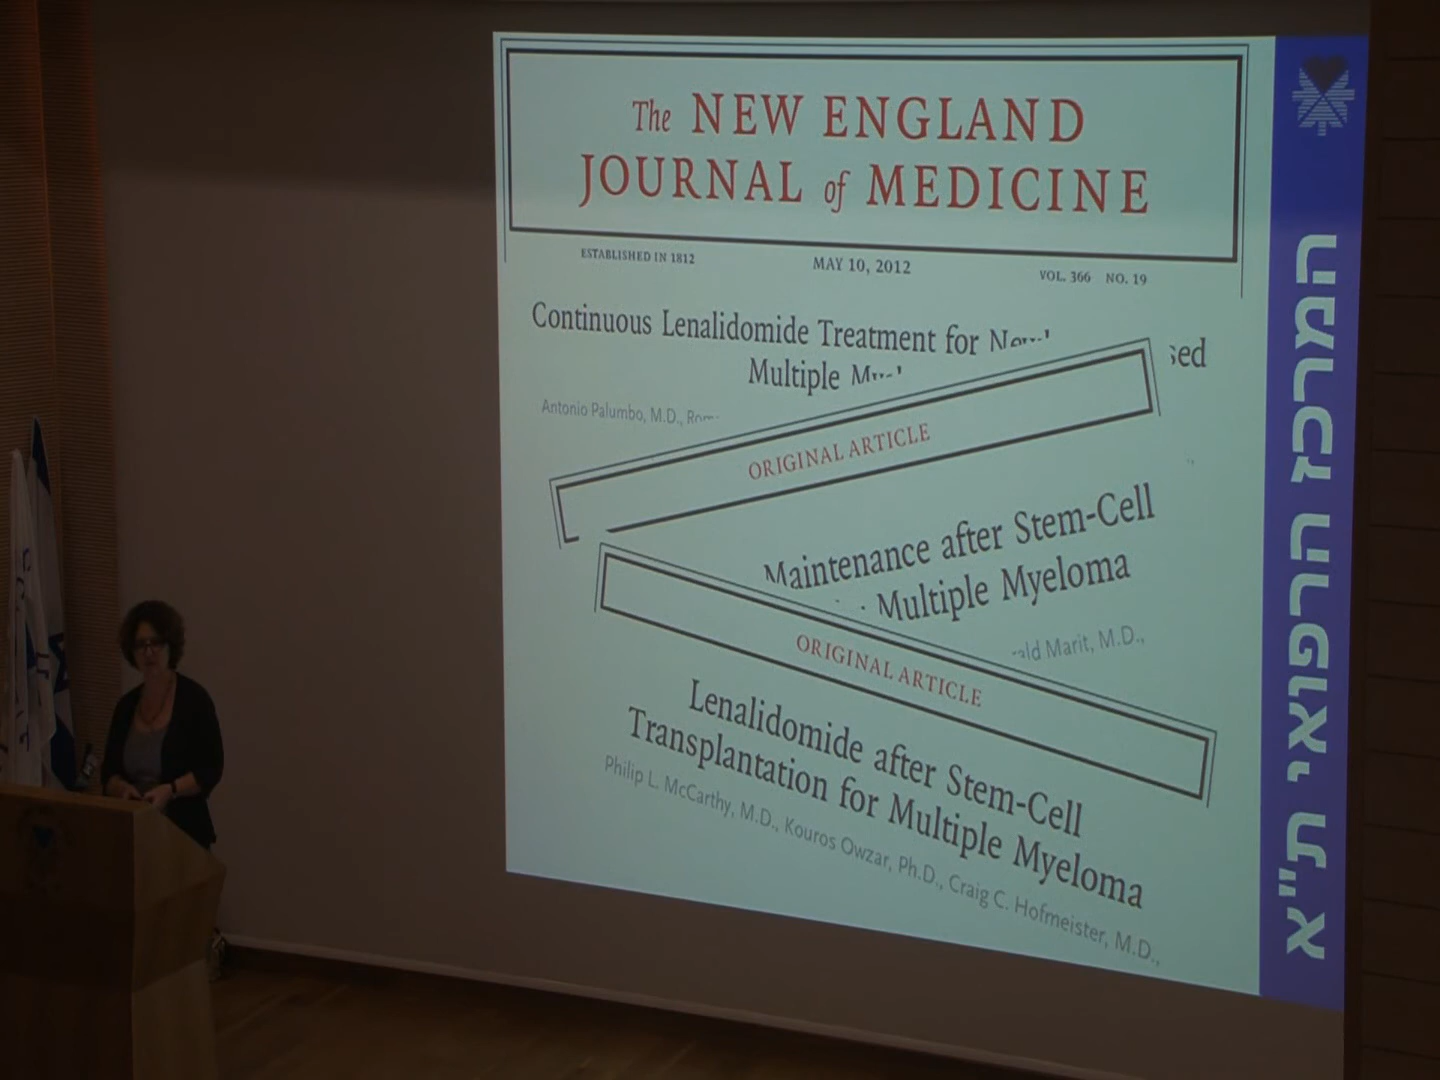 The NEW ENGLAND
JOURNAL of MEDICINE
ESTABLISHED IN 1812 MAY 10, 2012 VOL. 366 NO. 19
Continuous Lenalidomide Treatment for
Multiple
Antonio Palumbo, M.D.,
ORIGINAL ARTICLE
Maintenance after Stem-Cell
Multiple Myeloma
Marit, M.D.,
ORIGINAL ARTICLE
Lenalidomide after Stem-Cell
Transplantation for Multiple Myeloma
Philip L. McCarthy, M.D., Kouros Owzar, Ph.D., Craig C. Hofmeister, M.D.,
המרכז הרפואי ת"א